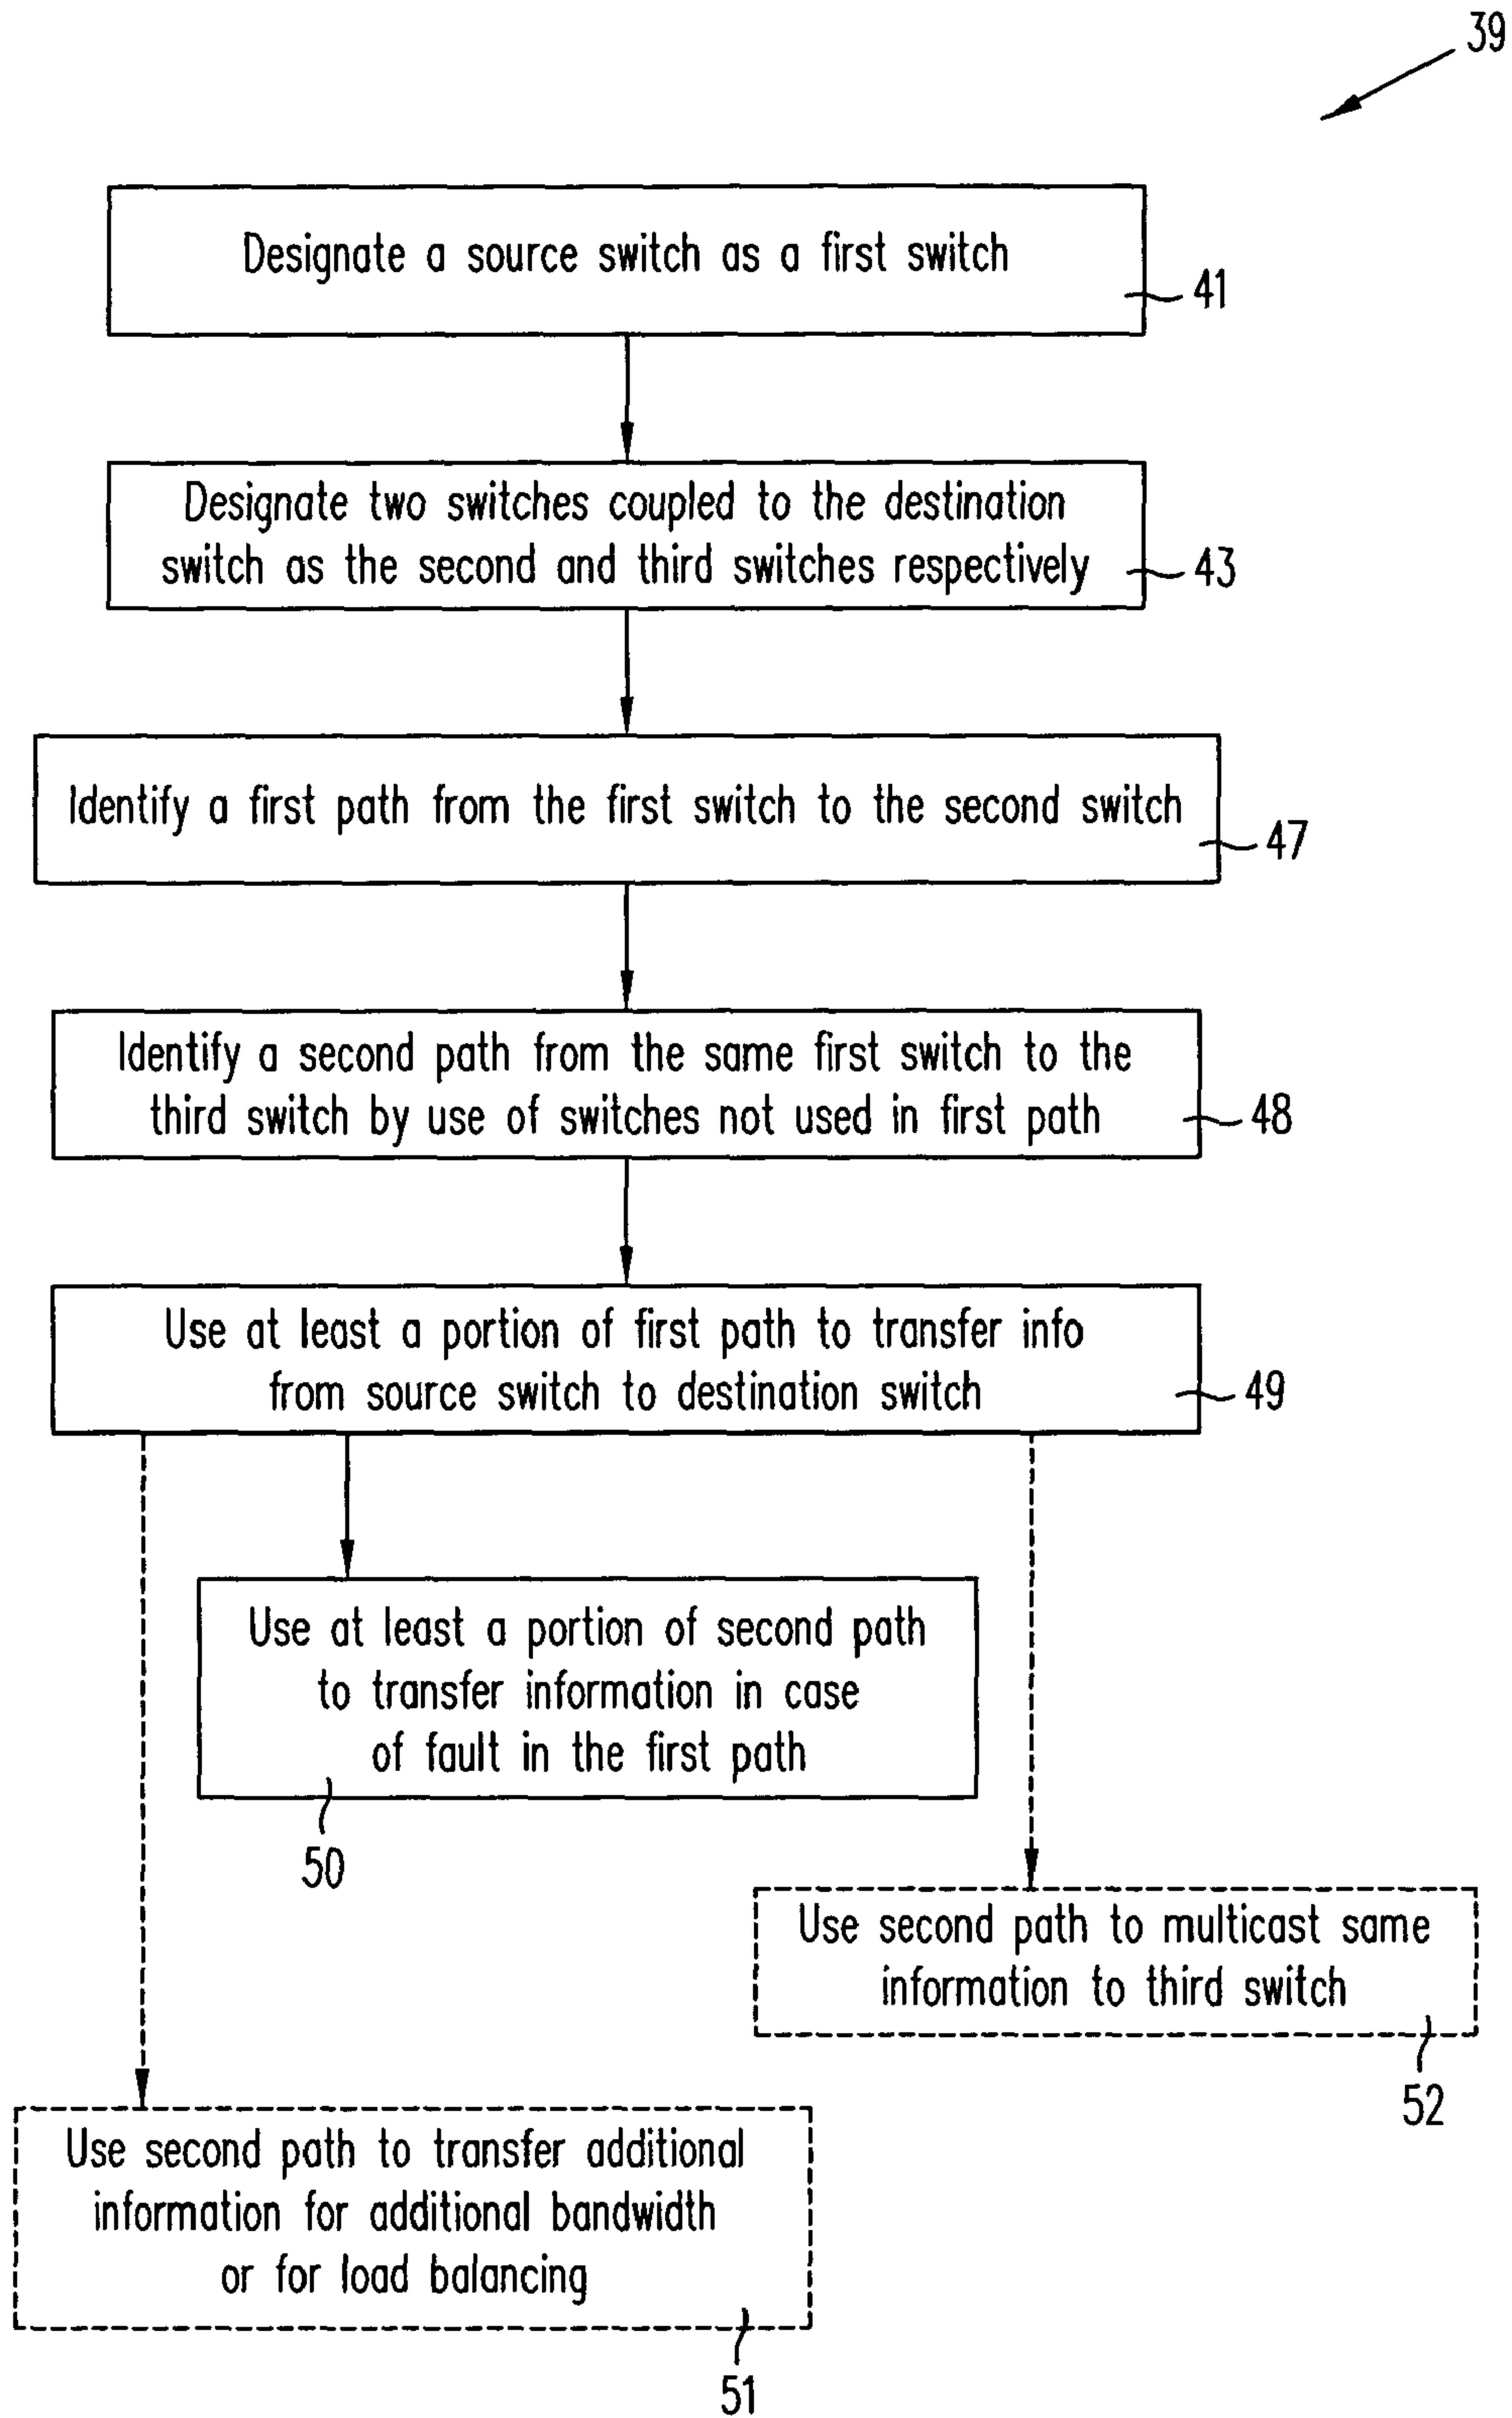 39
Designate a source switch as a first switch
41
Designate two switches coupled to the destination
switch as the second and third switches respectively
43
Identify a first path from the first switch to the second switch
47
Identify a second path from the same first switch to the
third switch by use of switches not used in first path
48
Use at least a portion of first path to transfer info
from source switch to destination switch
49
Use at least a portion of second path
to transfer information in case
of fault in the first path
50
Use second path to multicast same
information to third switch
52
Use second path to transfer additional
information for additional bandwidth
or for load balancing
51